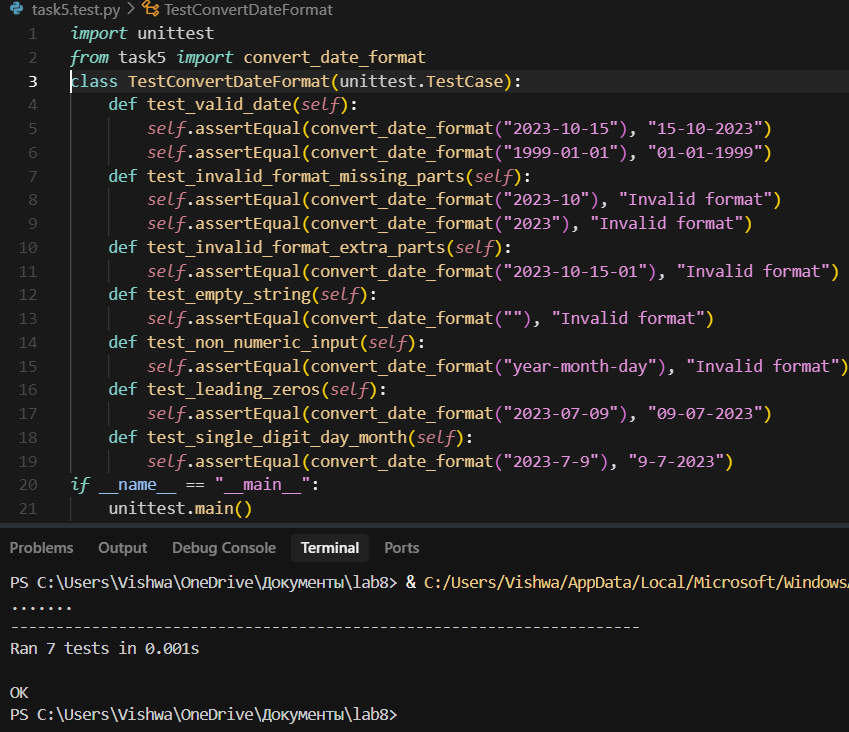 task5.test.py > TestConvertDateFormat
1 import unittest
2 from task5 import convert_date_format
3 class TestConvertDateFormat(unittest.TestCase):
4     def test_valid_date(self):
5         self.assertEqual(convert_date_format("2023-10-15"), "15-10-2023")
6         self.assertEqual(convert_date_format("1999-01-01"), "01-01-1999")
7     def test_invalid_format_missing_parts(self):
8         self.assertEqual(convert_date_format("2023-10"), "Invalid format")
9         self.assertEqual(convert_date_format("2023"), "Invalid format")
10     def test_invalid_format_extra_parts(self):
11         self.assertEqual(convert_date_format("2023-10-15-01"), "Invalid format")
12     def test_empty_string(self):
13         self.assertEqual(convert_date_format(""), "Invalid format")
14     def test_non_numeric_input(self):
15         self.assertEqual(convert_date_format("year-month-day"), "Invalid format")
16     def test_leading_zeros(self):
17         self.assertEqual(convert_date_format("2023-07-09"), "09-07-2023")
18     def test_single_digit_day_month(self):
19         self.assertEqual(convert_date_format("2023-7-9"), "9-7-2023")
20 if __name__ == "__main__":
21     unittest.main()
Problems Output Debug Console Terminal Ports
PS C:\Users\Vishwa\OneDrive\Документы\lab8> & C:/Users/Vishwa/AppData/Local/Microsoft/Windows
.......
----------------------------------------------------------------------
Ran 7 tests in 0.001s
OK
PS C:\Users\Vishwa\OneDrive\Документы\lab8>